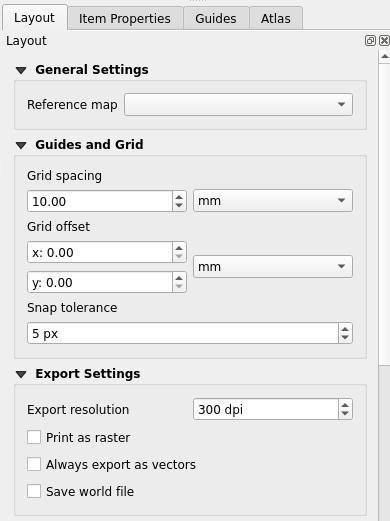 Layout Item Properties Guides Atlas
Layout
General Settings
Reference map
Guides and Grid
Grid spacing
10.00 mm
Grid offset
x: 0.00
mm
y: 0.00
Snap tolerance
5 px
Export Settings
Export resolution 300 dpi
Print as raster
Always export as vectors
Save world file